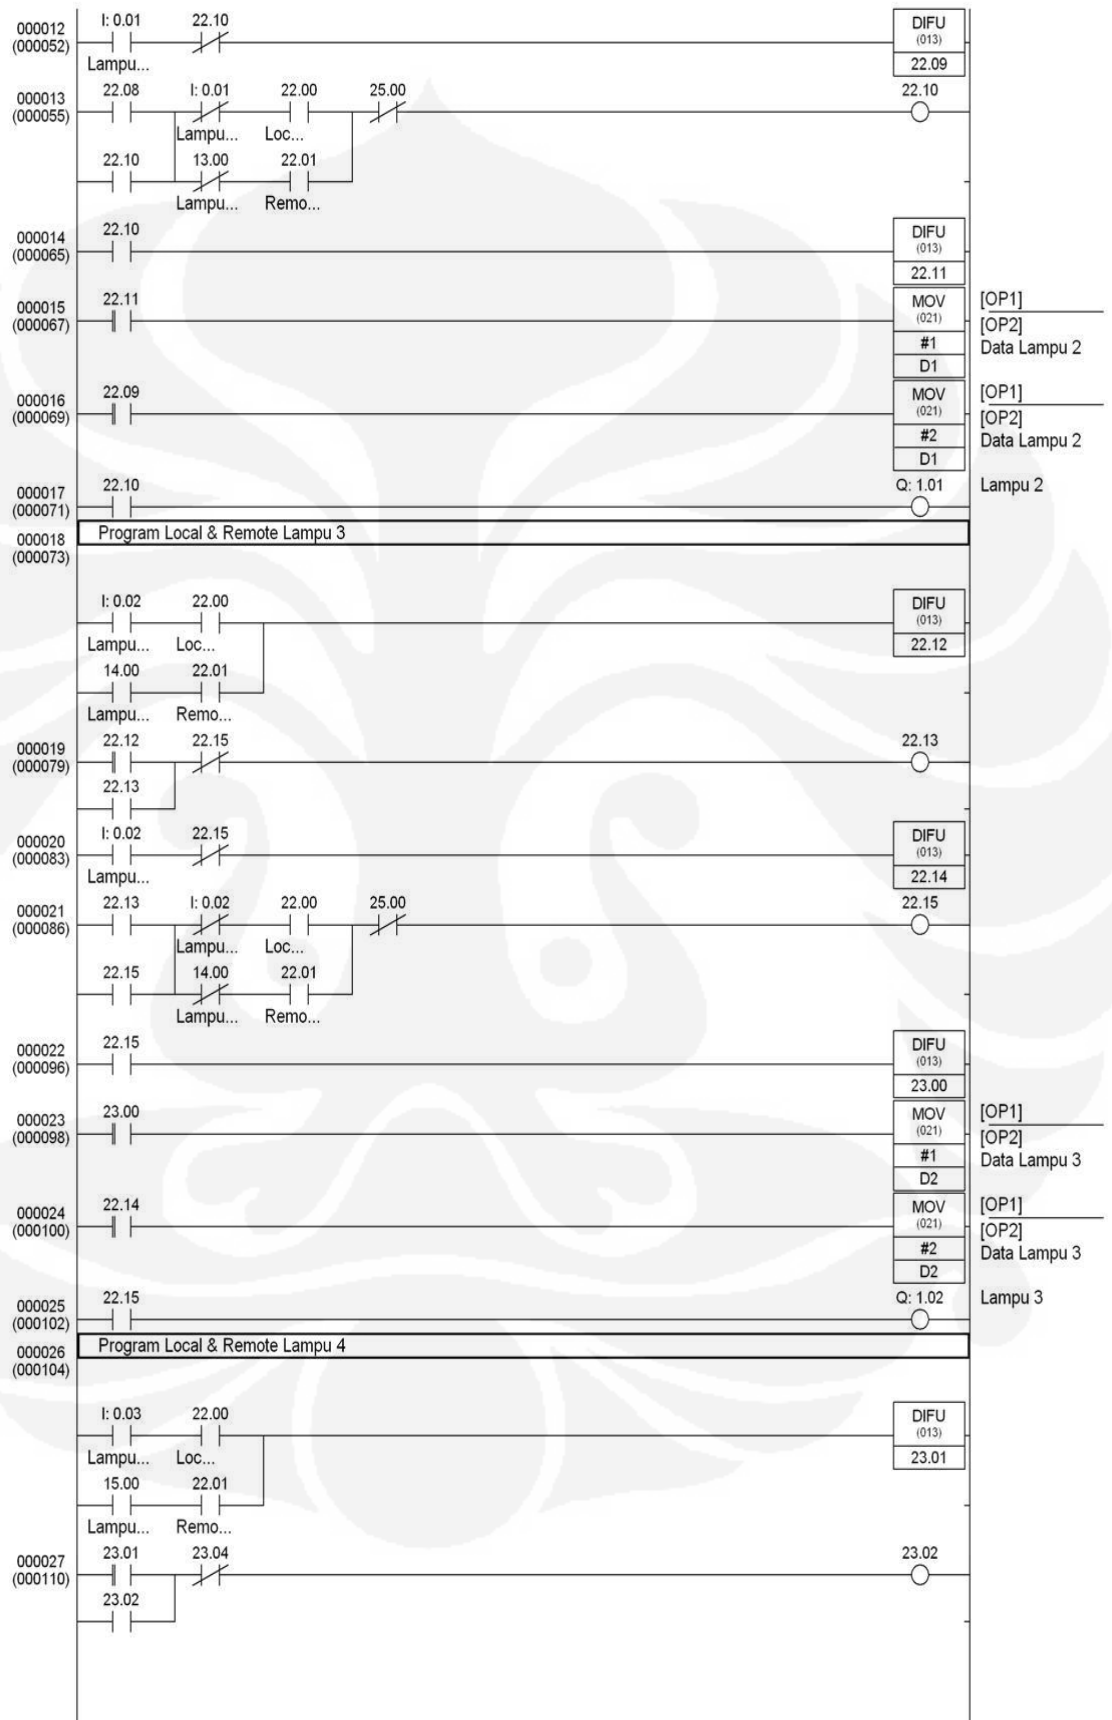 I: 0.01 22.10 DIFU
000012
(000052) (013)
Lampu... 22.09
22.08 I: 0.01 22.00 25.00 22.10
000013
(000055)
Lampu... Loc...
22.10 13.00 22.01
Lampu... Remo...
22.10 DIFU
000014
(000065) (013)
22.11
22.11 MOV [OP1]
000015
(000067) (021) [OP2]
#1 Data Lampu 2
D1
22.09 MOV [OP1]
000016
(000069) (021) [OP2]
#2 Data Lampu 2
D1
22.10 Q: 1.01 Lampu 2
000017
(000071)
Program Local & Remote Lampu 3
000018
(000073)
I: 0.02 22.00 DIFU
(013)
Lampu... Loc... 22.12
14.00 22.01
Lampu... Remo...
22.12 22.15 22.13
000019
(000079)
22.13
I: 0.02 22.15 DIFU
000020
(000083) (013)
Lampu... 22.14
22.13 I: 0.02 22.00 25.00 22.15
000021
(000086)
Lampu... Loc...
22.15 14.00 22.01
Lampu... Remo...
22.15 DIFU
000022
(000096) (013)
23.00
23.00 MOV [OP1]
000023
(000098) (021) [OP2]
#1 Data Lampu 3
D2
22.14 MOV [OP1]
000024
(000100) (021) [OP2]
#2 Data Lampu 3
D2
22.15 Q: 1.02 Lampu 3
000025
(000102)
Program Local & Remote Lampu 4
000026
(000104)
I: 0.03 22.00 DIFU
(013)
Lampu... Loc... 23.01
15.00 22.01
Lampu... Remo...
23.01 23.04 23.02
000027
(000110)
23.02